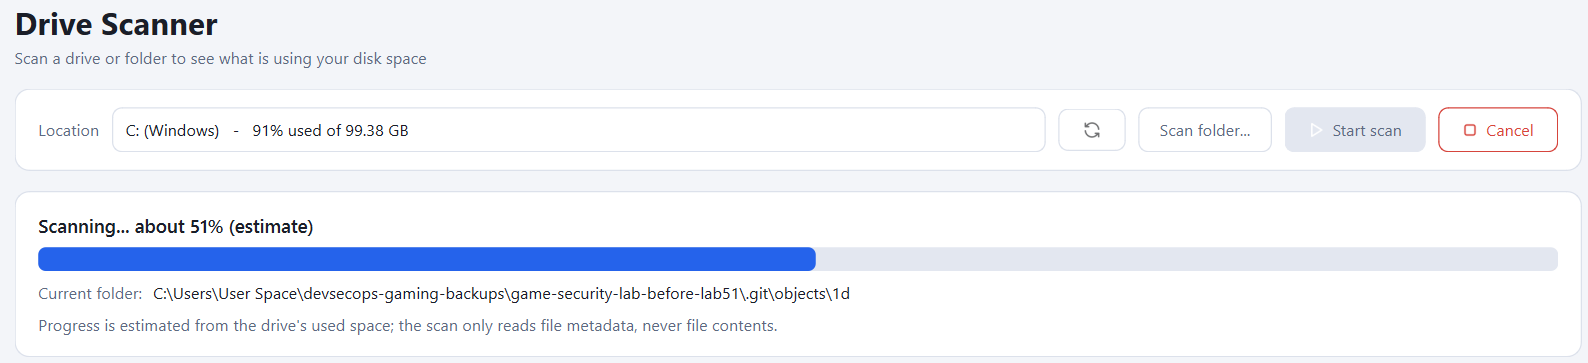 Drive Scanner
Scan a drive or folder to see what is using your disk space
Location C: (Windows) - 91% used of 99.38 GB Scan folder... Start scan Cancel
Scanning... about 51% (estimate)
Current folder: C:\Users\User Space\devsecops-gaming-backups\game-security-lab-before-lab51\.git\objects\1d
Progress is estimated from the drive's used space; the scan only reads file metadata, never file contents.